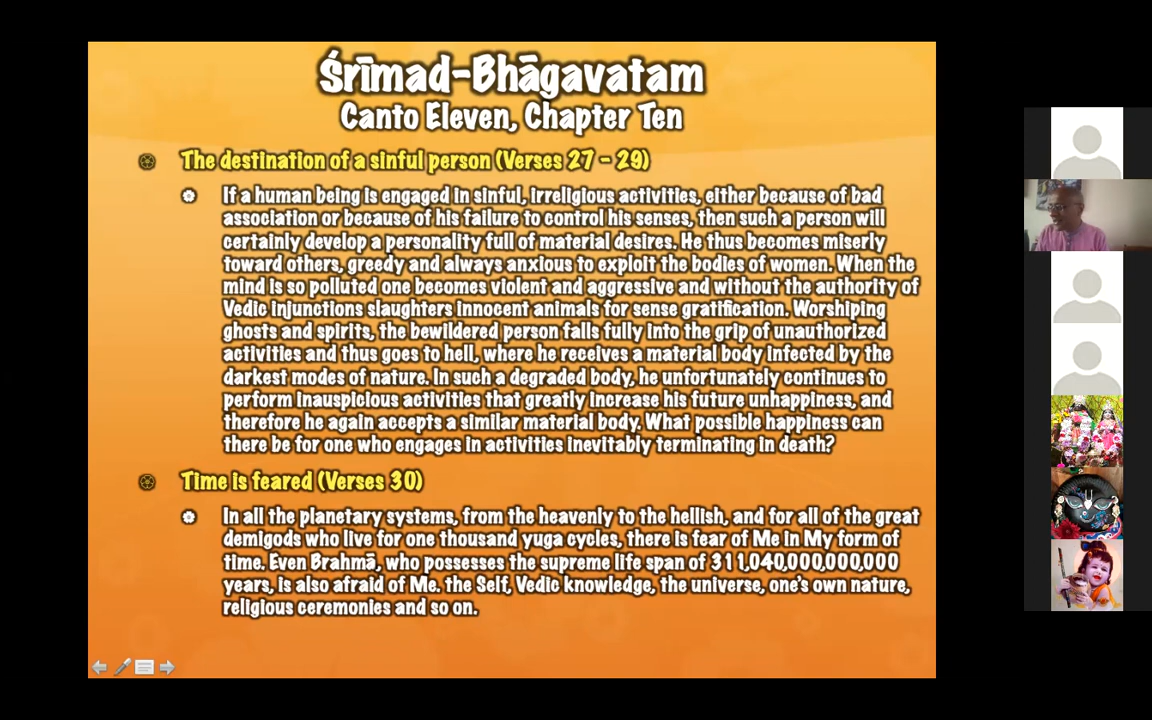 Śrīmad-Bhāgavatam
Canto Eleven, Chapter Ten
The destination of a sinful person (Verses 27 – 29)
If a human being is engaged in sinful, irreligious activities, either because of bad
association or because of his failure to control his senses, then such a person will
certainly develop a personality full of material desires. He thus becomes miserly
toward others, greedy and always anxious to exploit the bodies of women. When the
mind is so polluted one becomes violent and aggressive and without the authority of
Vedic injunctions slaughters innocent animals for sense gratification. Worshiping
ghosts and spirits, the bewildered person falls fully into the grip of unauthorized
activities and thus goes to hell, where he receives a material body infected by the
darkest modes of nature. In such a degraded body, he unfortunately continues to
perform inauspicious activities that greatly increase his future unhappiness, and
therefore he again accepts a similar material body. What possible happiness can
there be for one who engages in activities inevitably terminating in death?
Time is feared (Verses 30)
In all the planetary systems, from the heavenly to the hellish, and for all of the great
demigods who live for one thousand yuga cycles, there is fear of Me in My form of
time. Even Brahmā, who possesses the supreme life span of 311,040,000,000,000
years, is also afraid of Me. the Self, Vedic knowledge, the universe, one's own nature,
religious ceremonies and so on.